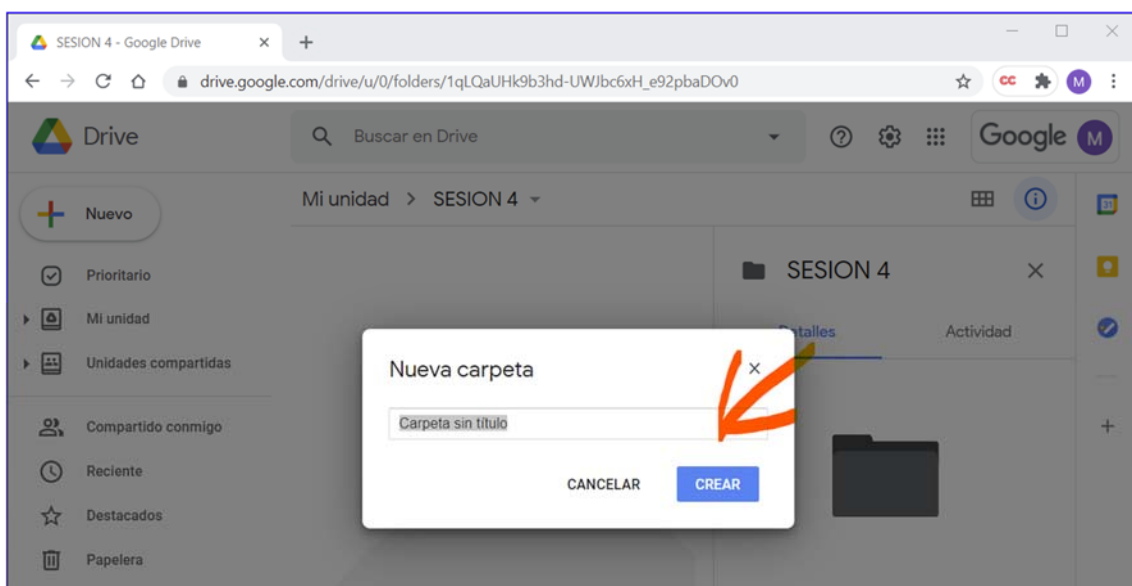 SESION 4 - Google Drive
drive.google.com/drive/u/0/folders/1qLQaUHk9b3hd-UWJbc6xH_e92pbaDOv0
CC
M
Drive
Buscar en Drive
Google
M
Nuevo
Mi unidad > SESION 4
31
Prioritario
SESION 4
Mi unidad
Detalles
Actividad
Unidades compartidas
Nueva carpeta
Carpeta sin título
Compartido conmigo
Reciente
CANCELAR
CREAR
Destacados
Papelera